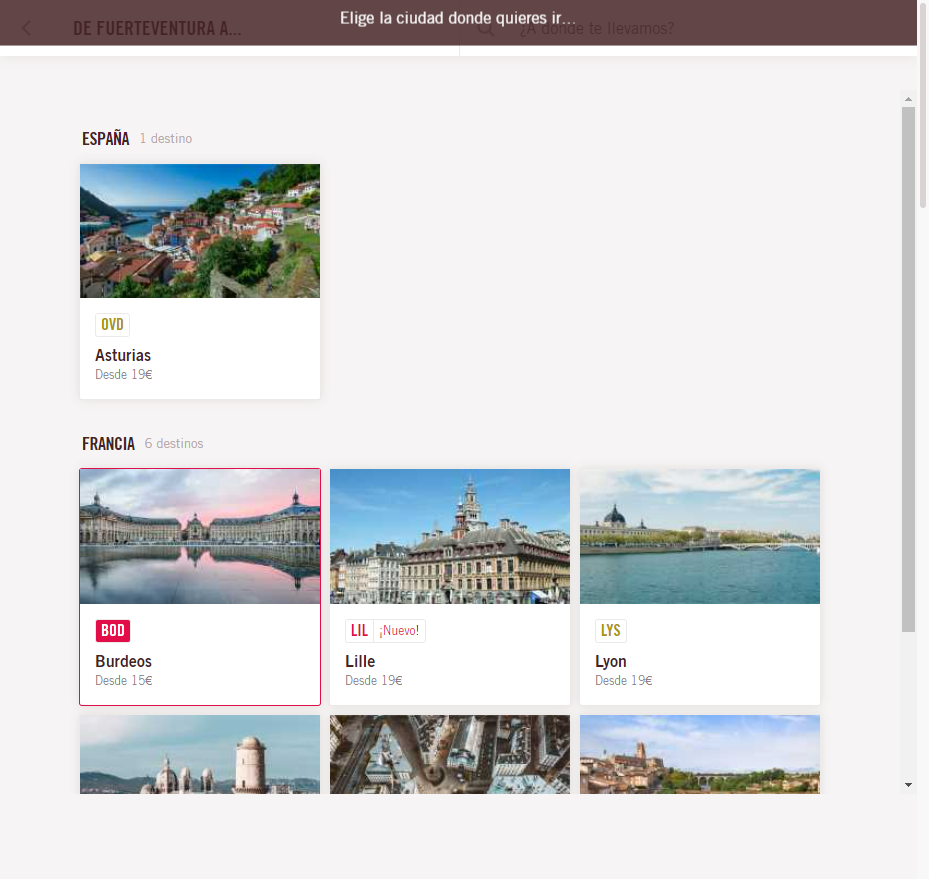 Elige la ciudad donde quieres ir...
DE FUERTEVENTURA A...
¿A dónde te llevamos?
ESPAÑA 1 destino
OVD
Asturias
Desde 19€
FRANCIA 6 destinos
BOD
Burdeos
Desde 15€
LIL ¡Nuevo!
Lille
Desde 19€
LYS
Lyon
Desde 19€